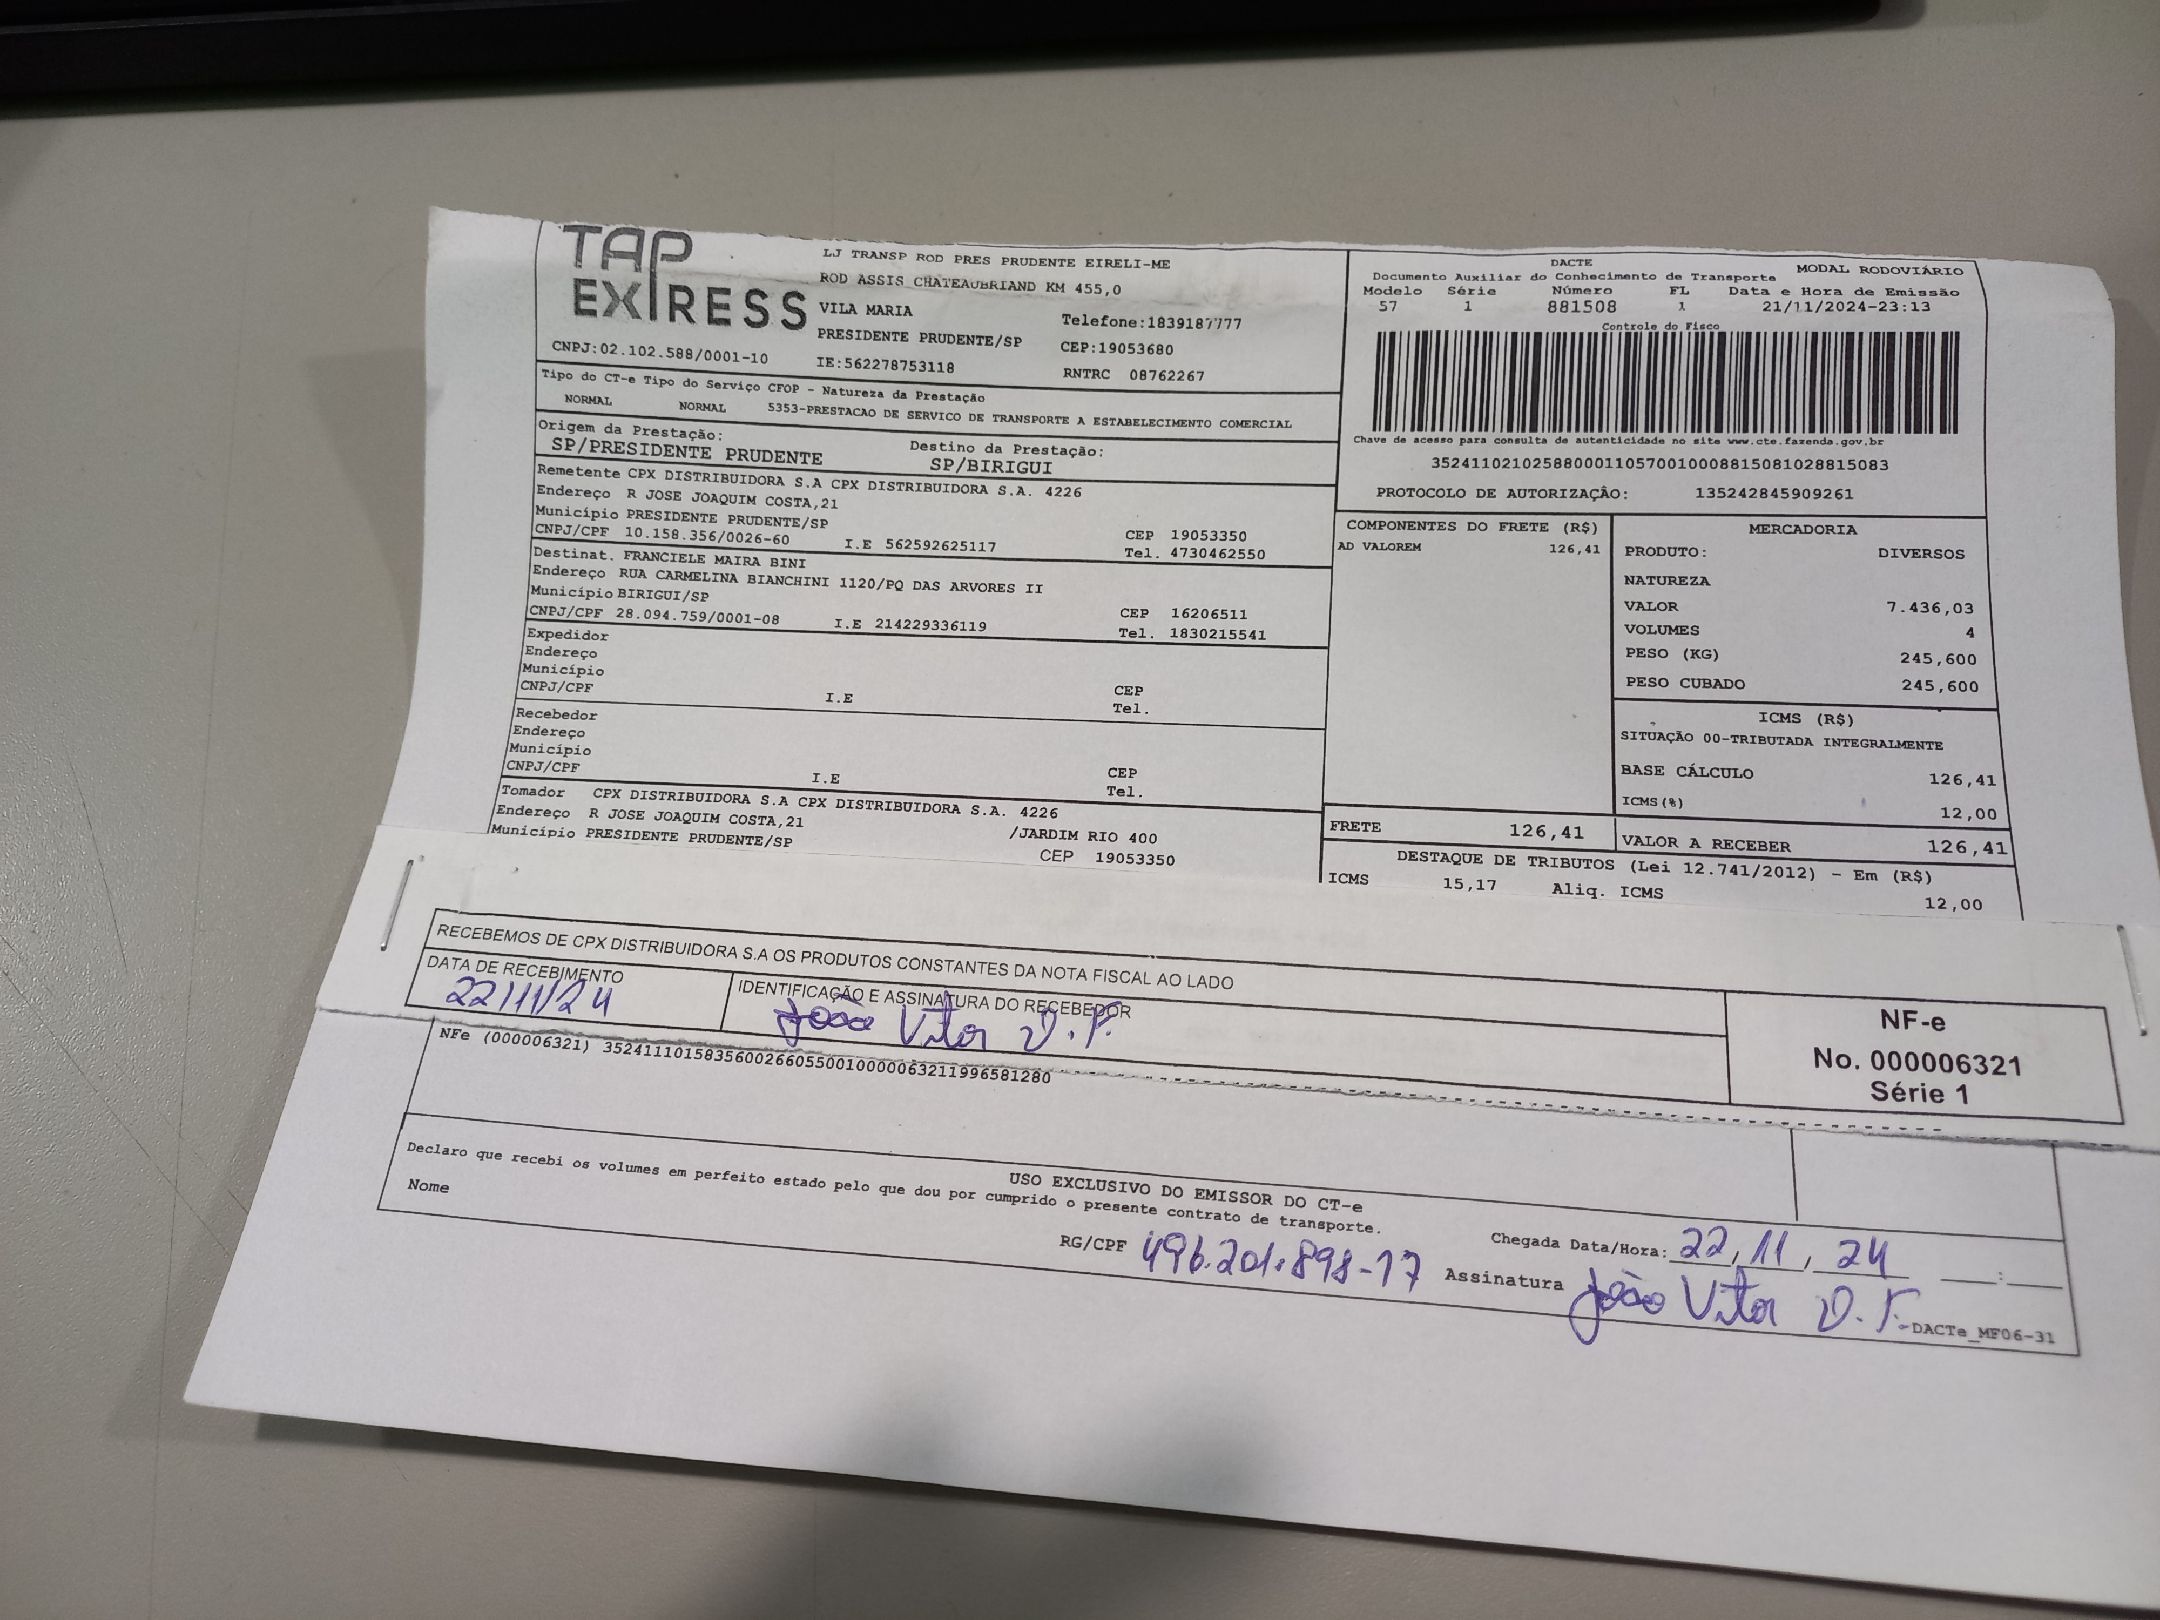 TAP EXPRESS
LJ TRANSP ROD PRES PRUDENTE EIRELI-ME
ROD ASSIS CHATEAUBRIAND KM 455,0
VILA MARIA Telefone:1839187777
PRESIDENTE PRUDENTE/SP CEP:19053680
CNPJ:02.102.588/0001-10 IE:562278753118 RNTRC 08762267
Tipo do CT-e Tipo do Serviço CFOP - Natureza da Prestação
NORMAL NORMAL 5353-PRESTACAO DE SERVICO DE TRANSPORTE A ESTABELECIMENTO COMERCIAL
Origem da Prestação: Destino da Prestação:
SP/PRESIDENTE PRUDENTE SP/BIRIGUI
Remetente CPX DISTRIBUIDORA S.A CPX DISTRIBUIDORA S.A. 4226
Endereço R JOSE JOAQUIM COSTA,21
Município PRESIDENTE PRUDENTE/SP CEP 19053350
CNPJ/CPF 10.158.356/0026-60 I.E 562592625117 Tel. 4730462550
Destinat. FRANCIELE MAIRA BINI
Endereço RUA CARMELINA BIANCHINI 1120/PQ DAS ARVORES II
Município BIRIGUI/SP CEP 16206511
CNPJ/CPF 28.094.759/0001-08 I.E 214229336119 Tel. 1830215541
Expedidor
Endereço
Município CEP
CNPJ/CPF I.E Tel.
Recebedor
Endereço
Município CEP
CNPJ/CPF I.E Tel.
Tomador CPX DISTRIBUIDORA S.A CPX DISTRIBUIDORA S.A. 4226
Endereço R JOSE JOAQUIM COSTA,21 /JARDIM RIO 400
Município PRESIDENTE PRUDENTE/SP CEP 19053350
DACTE MODAL RODOVIÁRIO
Documento Auxiliar do Conhecimento de Transporte
Modelo Série Número FL Data e Hora de Emissão
57 1 881508 1 21/11/2024-23:13
Controle do Fisco
Chave de acesso para consulta de autenticidade no site www.cte.fazenda.gov.br
35241102102588000110570010008815081028815083
PROTOCOLO DE AUTORIZAÇÃO: 135242845909261
COMPONENTES DO FRETE (R$)
AD VALOREM 126,41
MERCADORIA
PRODUTO: DIVERSOS
NATUREZA
VALOR 7.436,03
VOLUMES 4
PESO (KG) 245,600
PESO CUBADO 245,600
ICMS (R$)
SITUAÇÃO 00-TRIBUTADA INTEGRALMENTE
BASE CÁLCULO 126,41
ICMS(%) 12,00
FRETE 126,41 VALOR A RECEBER 126,41
DESTAQUE DE TRIBUTOS (Lei 12.741/2012) - Em (R$)
ICMS 15,17 Aliq. ICMS 12,00
RECEBEMOS DE CPX DISTRIBUIDORA S.A OS PRODUTOS CONSTANTES DA NOTA FISCAL AO LADO
DATA DE RECEBIMENTO IDENTIFICAÇÃO E ASSINATURA DO RECEBEDOR
22/11/24 João Vitor D. F.
NF-e
No. 000006321
Série 1
NFe (000006321) 35241110158356002660550010000063211996581280
USO EXCLUSIVO DO EMISSOR DO CT-e
Declaro que recebi os volumes em perfeito estado pelo que dou por cumprido o presente contrato de transporte.
Nome Chegada Data/Hora: 22, 11, 24 __:__
RG/CPF 496.201.898-17 Assinatura João Vitor D. F.
DACTe_MF06-31